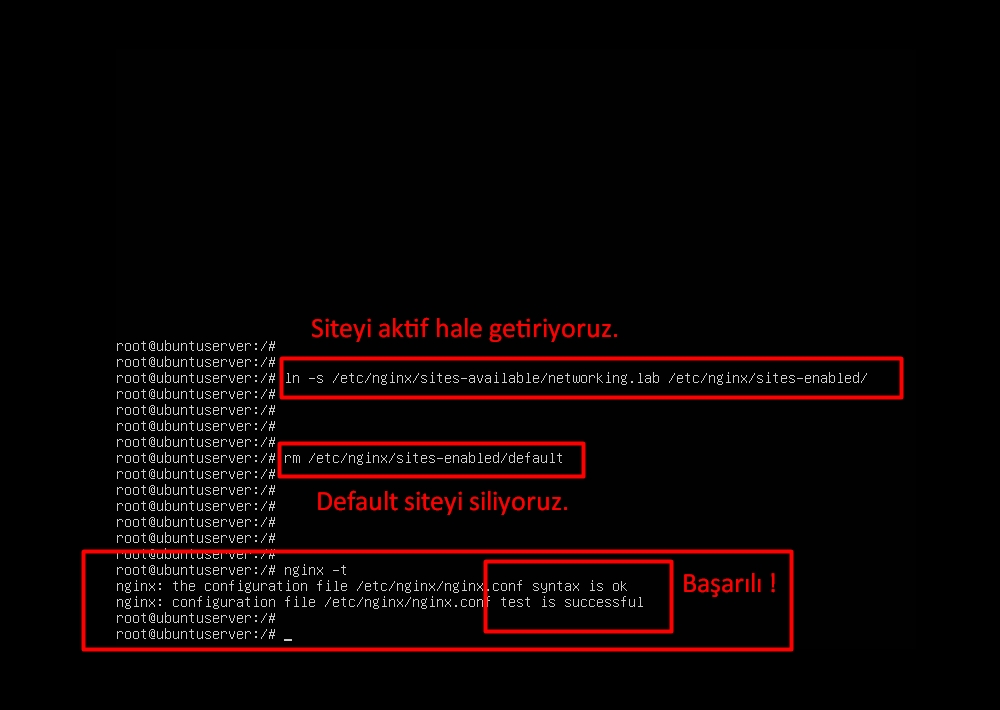 Siteyi aktif hale getiriyoruz.
root@ubuntuserver:/#
root@ubuntuserver:/#
root@ubuntuserver:/# ln -s /etc/nginx/sites-available/networking.lab /etc/nginx/sites-enabled/
root@ubuntuserver:/#
root@ubuntuserver:/#
root@ubuntuserver:/#
root@ubuntuserver:/#
root@ubuntuserver:/# rm /etc/nginx/sites-enabled/default
root@ubuntuserver:/#
root@ubuntuserver:/#
Default siteyi siliyoruz.
root@ubuntuserver:/#
root@ubuntuserver:/#
root@ubuntuserver:/#
root@ubuntuserver:/#
root@ubuntuserver:/# nginx -t
nginx: the configuration file /etc/nginx/nginx.conf syntax is ok
Başarılı !
nginx: configuration file /etc/nginx/nginx.conf test is successful
root@ubuntuserver:/#
root@ubuntuserver:/# _